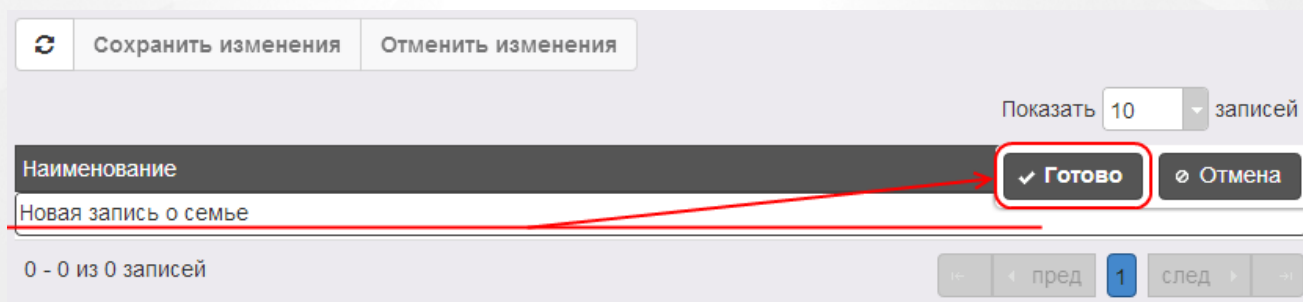 Сохранить изменения Отменить изменения
Показать 10 записей
Наименование Готово Отмена
Новая запись о семье
0 - 0 из 0 записей пред 1 след